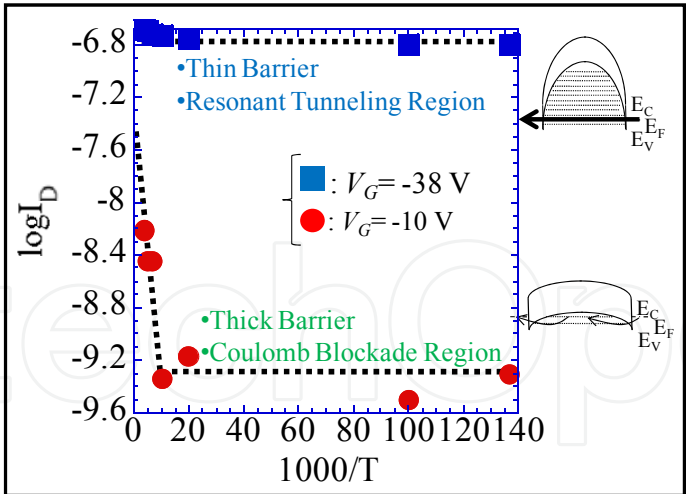 -6.8
-7.2
-7.6
-8
-8.4
-8.8
-9.2
-9.6
logI_D
•Thin Barrier
•Resonant Tunneling Region
: V_G= -38 V
: V_G= -10 V
•Thick Barrier
•Coulomb Blockade Region
0 20 40 60 80 100 120 140
1000/T
E_C
E_F
E_V
E_C
E_F
E_V